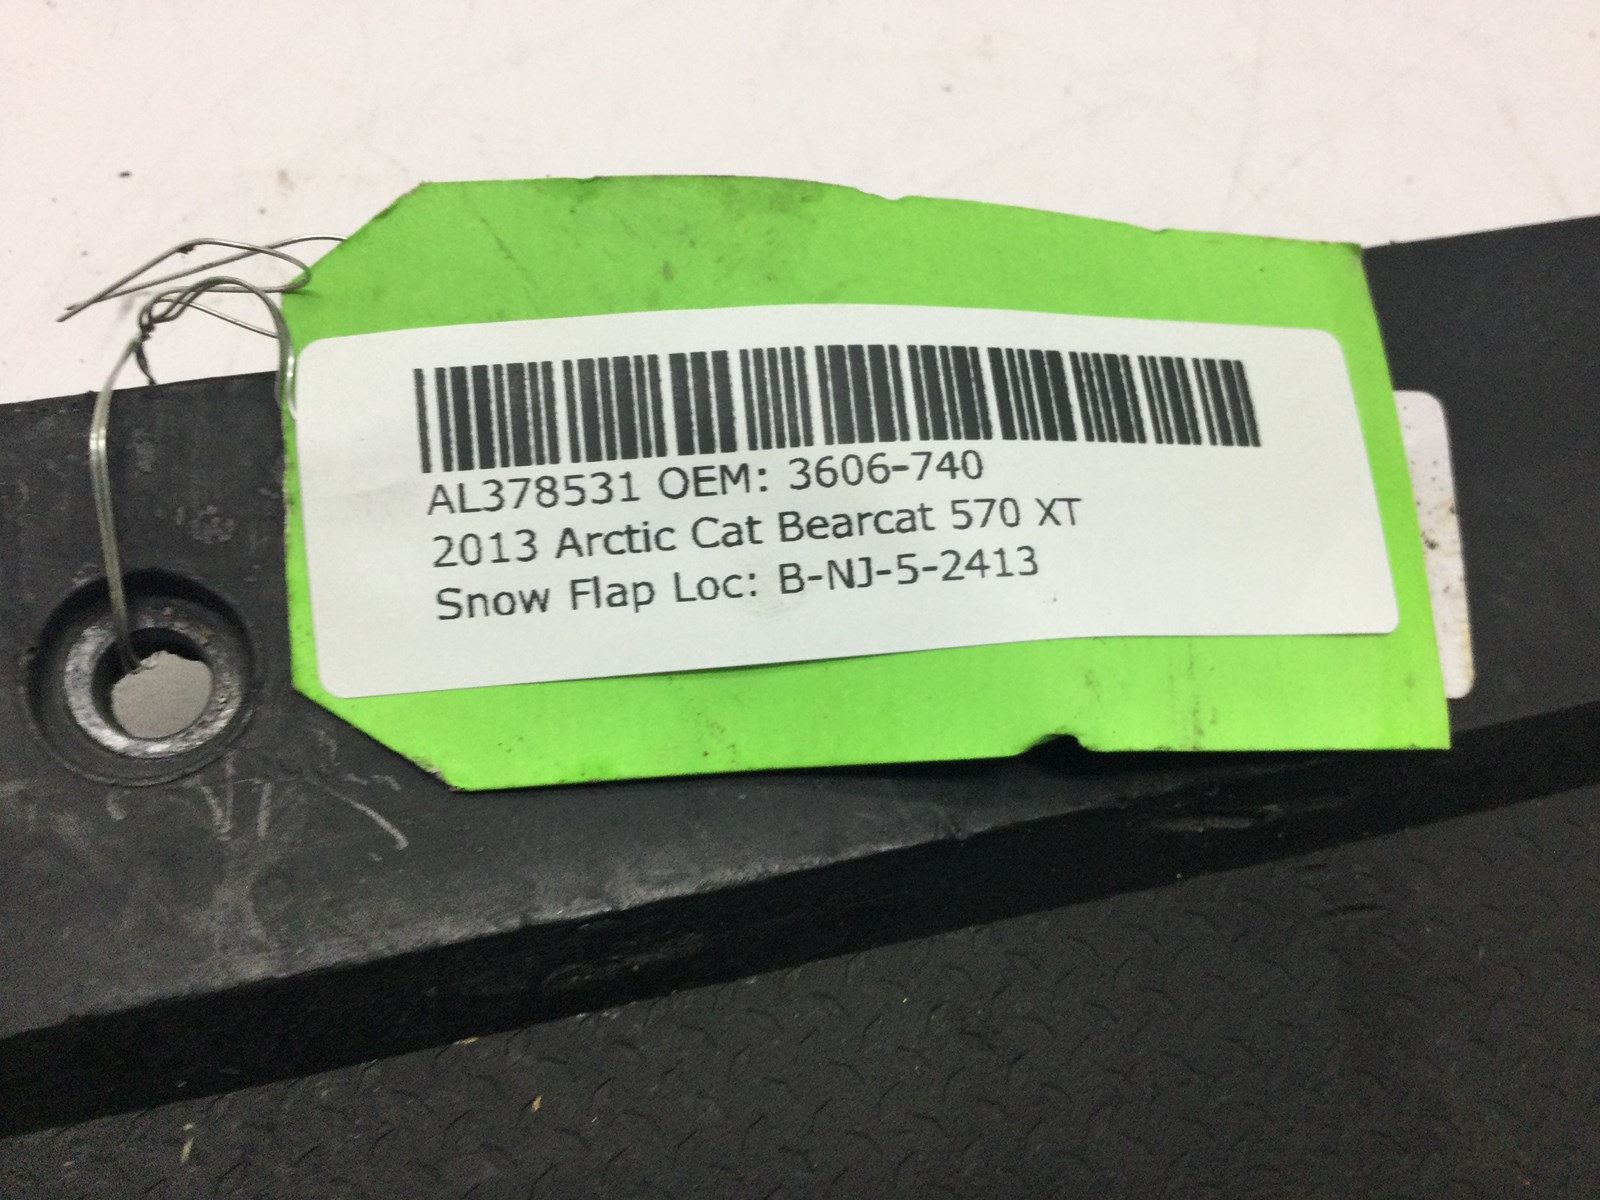 AL378531 OEM: 3606-740
2013 Arctic Cat Bearcat 570 XT
Snow Flap Loc: B-NJ-5-2413